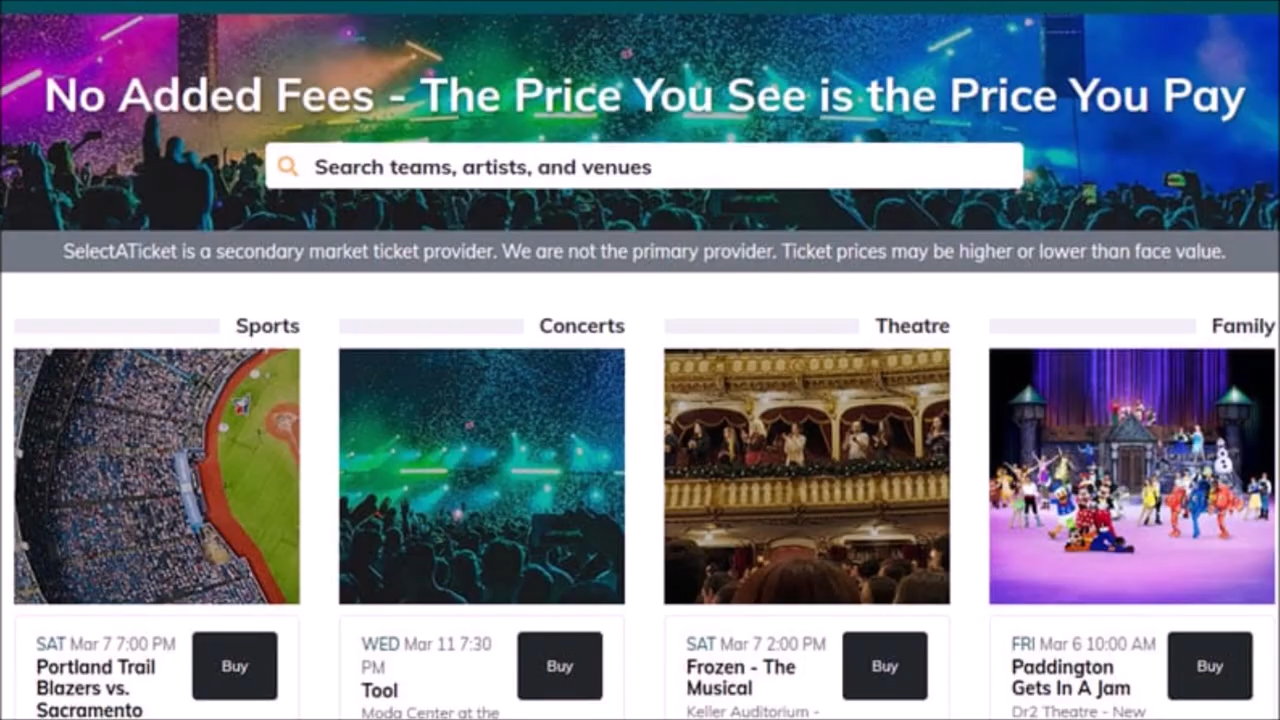 No Added Fees - The Price You See is the Price You Pay
Search teams, artists, and venues
SelectATicket is a secondary market ticket provider. We are not the primary provider. Ticket prices may be higher or lower than face value.
Sports
Concerts
Theatre
Family
SAT Mar 7 7:00 PM
Portland Trail
Blazers vs.
Sacramento
Buy
WED Mar 11 7:30
PM
Tool
Moda Center at the
Buy
SAT Mar 7 2:00 PM
Frozen - The
Musical
Keller Auditorium -
Buy
FRI Mar 6 10:00 AM
Paddington
Gets In A Jam
Dr2 Theatre - New
Buy